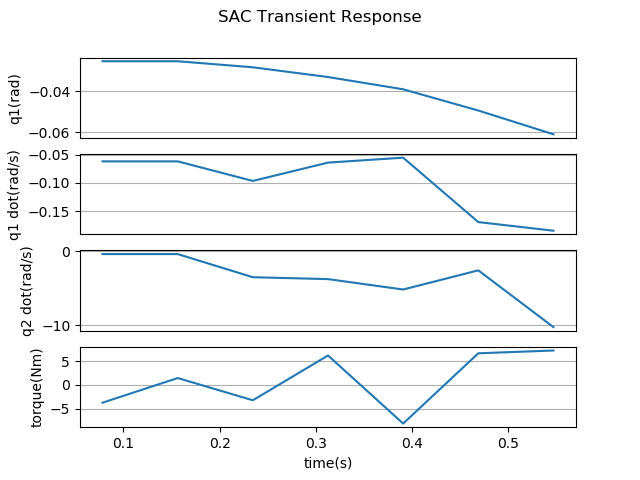 SAC Transient Response
q1(rad)
−0.04
−0.06
q1 dot(rad/s)
−0.05
−0.10
−0.15
q2 dot(rad/s)
0
−10
torque(Nm)
5
0
−5
0.1 0.2 0.3 0.4 0.5
time(s)